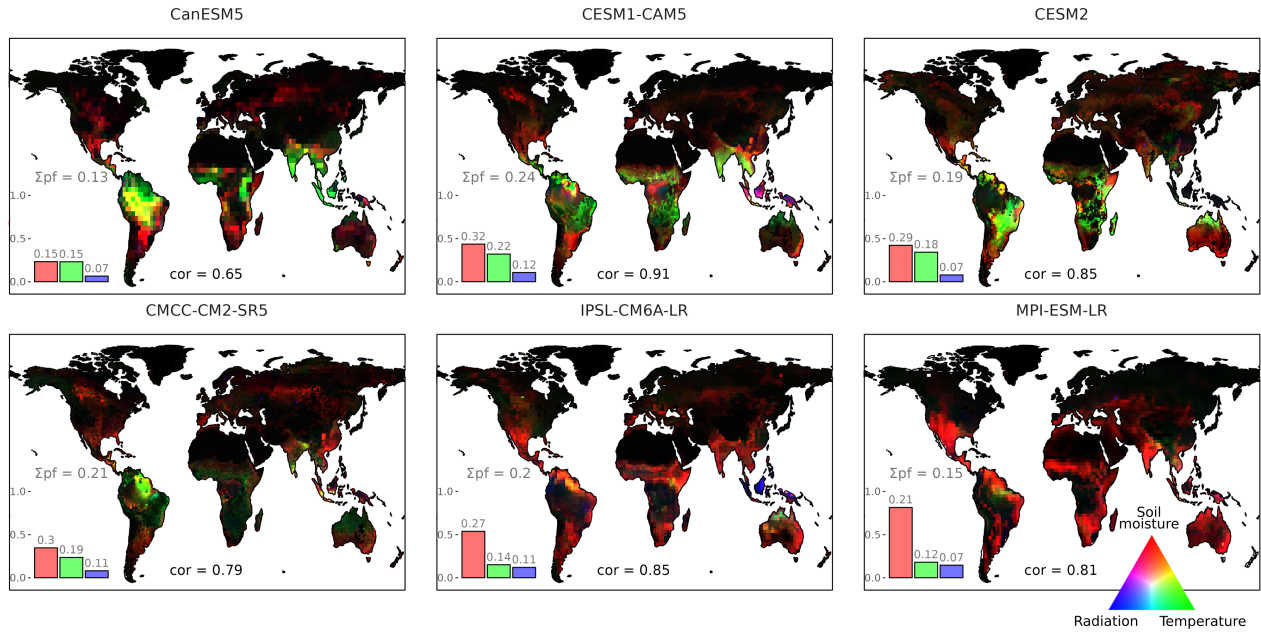 CanESM5
CESM1-CAM5
CESM2
Σpf = 0.13
1.0
0.5
0.0
0.15
0.15
0.07
cor = 0.65
Σpf = 0.24
1.0
0.5
0.0
0.32
0.22
0.12
cor = 0.91
Σpf = 0.19
1.0
0.5
0.0
0.29
0.18
0.07
cor = 0.85
CMCC-CM2-SR5
IPSL-CM6A-LR
MPI-ESM-LR
Σpf = 0.21
1.0
0.5
0.0
0.3
0.19
0.11
cor = 0.79
Σpf = 0.2
1.0
0.5
0.0
0.27
0.14
0.11
cor = 0.85
Σpf = 0.15
1.0
0.5
0.0
0.21
0.12
0.07
cor = 0.81
Soil
moisture
Radiation
Temperature